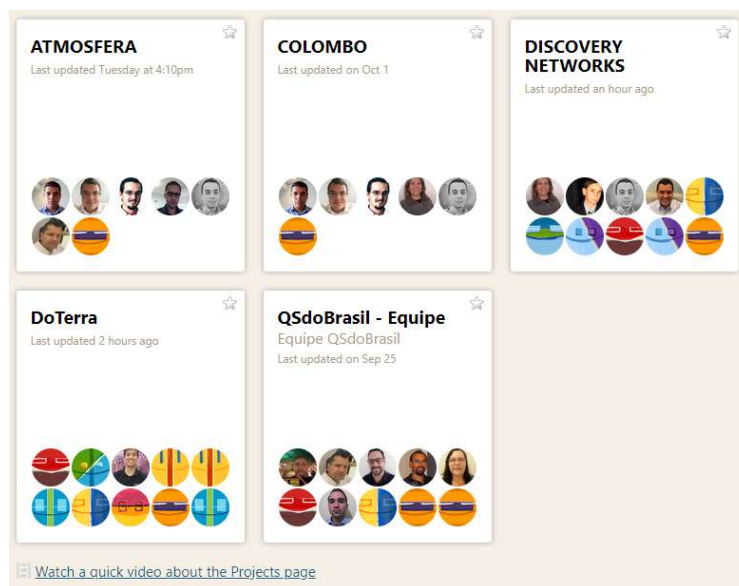 ATMOSFERA
Last updated Tuesday at 4:10pm
COLOMBO
Last updated on Oct 1
DISCOVERY
NETWORKS
Last updated an hour ago
DoTerra
Last updated 2 hours ago
QSdoBrasil - Equipe
Equipe QSdoBrasil
Last updated on Sep 25
Watch a quick video about the Projects page